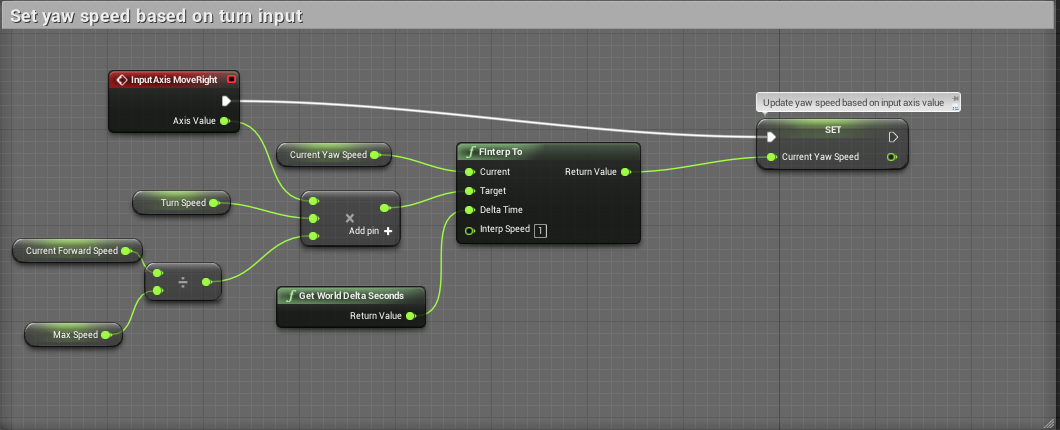 Set yaw speed based on turn input
InputAxis MoveRight
Axis Value
Update yaw speed based on input axis value
SET
Current Yaw Speed
Current Yaw Speed
FInterp To
Current
Return Value
Target
Delta Time
Interp Speed 1
Turn Speed
×
Add pin +
Current Forward Speed
÷
Max Speed
Get World Delta Seconds
Return Value